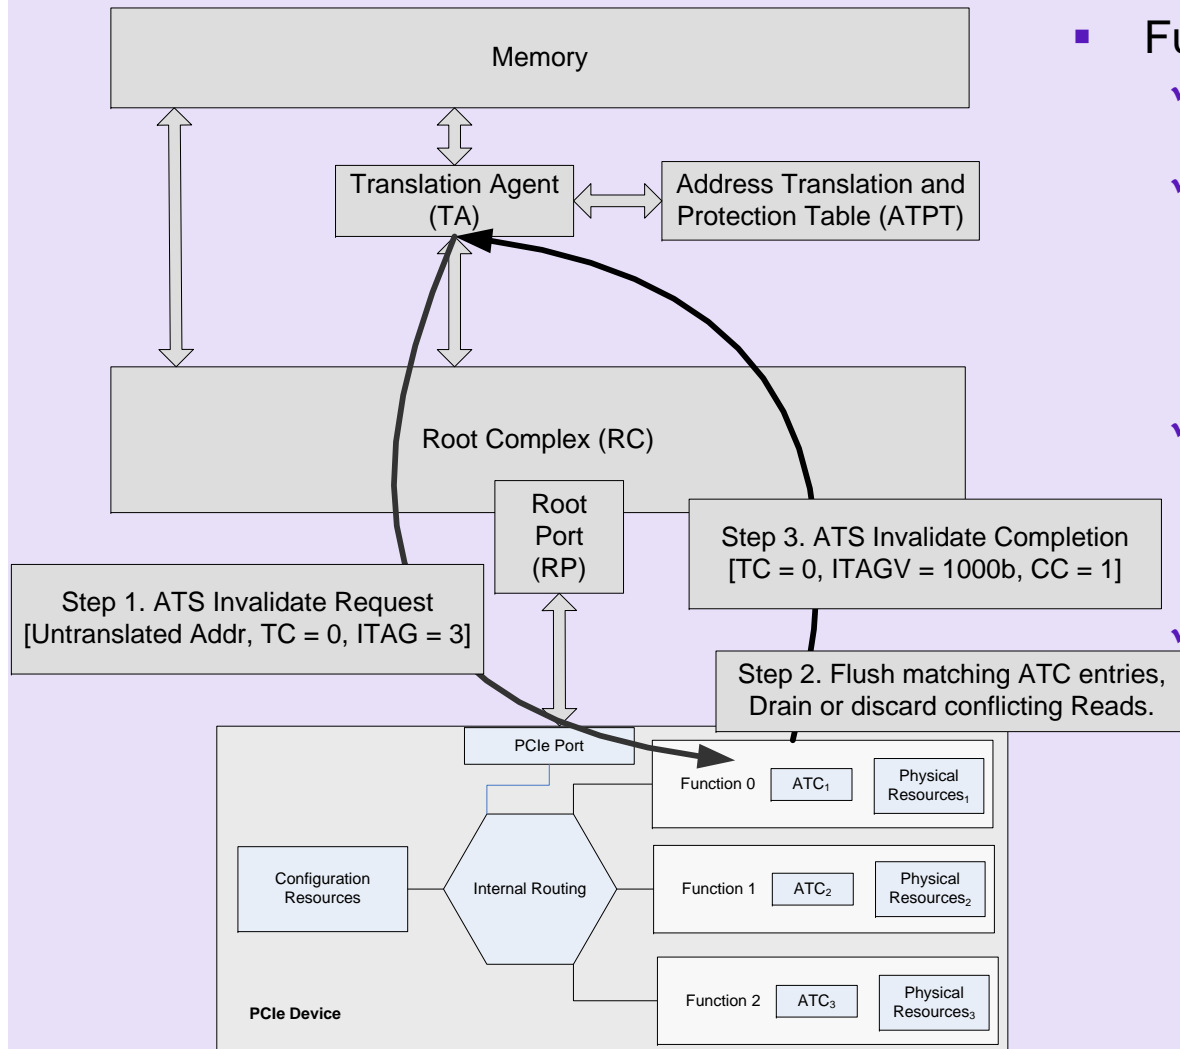 Memory
Translation Agent
(TA)
Address Translation and
Protection Table (ATPT)
Root Complex (RC)
Root
Port
(RP)
Step 3. ATS Invalidate Completion
[TC = 0, ITAGV = 1000b, CC = 1]
Step 1. ATS Invalidate Request
[Untranslated Addr, TC = 0, ITAG = 3]
Step 2. Flush matching ATC entries,
Drain or discard conflicting Reads.
PCIe Port
Function 0
ATC₁
Physical
Resources₁
Configuration
Resources
Internal Routing
Function 1
ATC₂
Physical
Resources₂
Function 2
ATC₃
Physical
Resources₃
PCIe Device